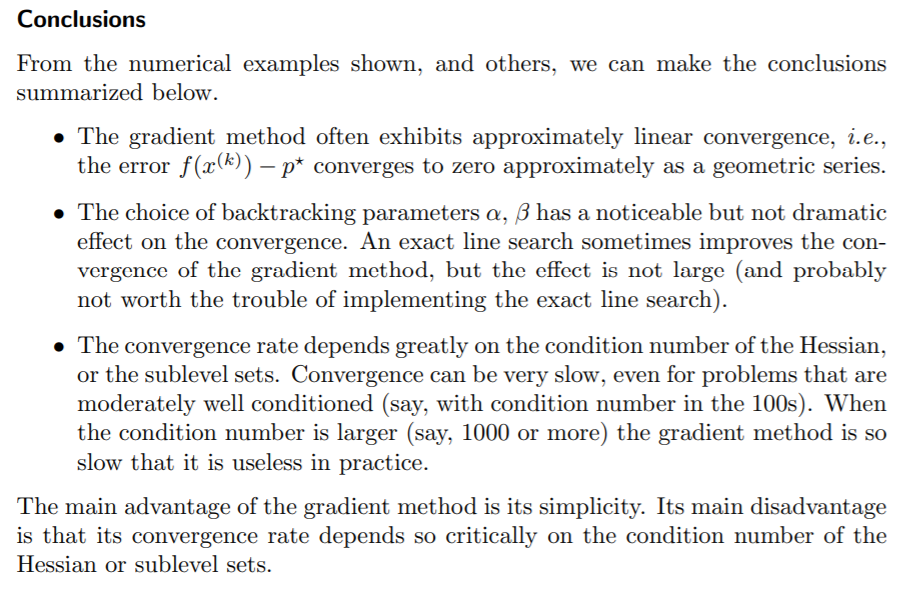 Conclusions
From the numerical examples shown, and others, we can make the conclusions
summarized below.
• The gradient method often exhibits approximately linear convergence, i.e.,
the error f(x^(k)) − p⋆ converges to zero approximately as a geometric series.
• The choice of backtracking parameters α, β has a noticeable but not dramatic
effect on the convergence. An exact line search sometimes improves the con-
vergence of the gradient method, but the effect is not large (and probably
not worth the trouble of implementing the exact line search).
• The convergence rate depends greatly on the condition number of the Hessian,
or the sublevel sets. Convergence can be very slow, even for problems that are
moderately well conditioned (say, with condition number in the 100s). When
the condition number is larger (say, 1000 or more) the gradient method is so
slow that it is useless in practice.
The main advantage of the gradient method is its simplicity. Its main disadvantage
is that its convergence rate depends so critically on the condition number of the
Hessian or sublevel sets.